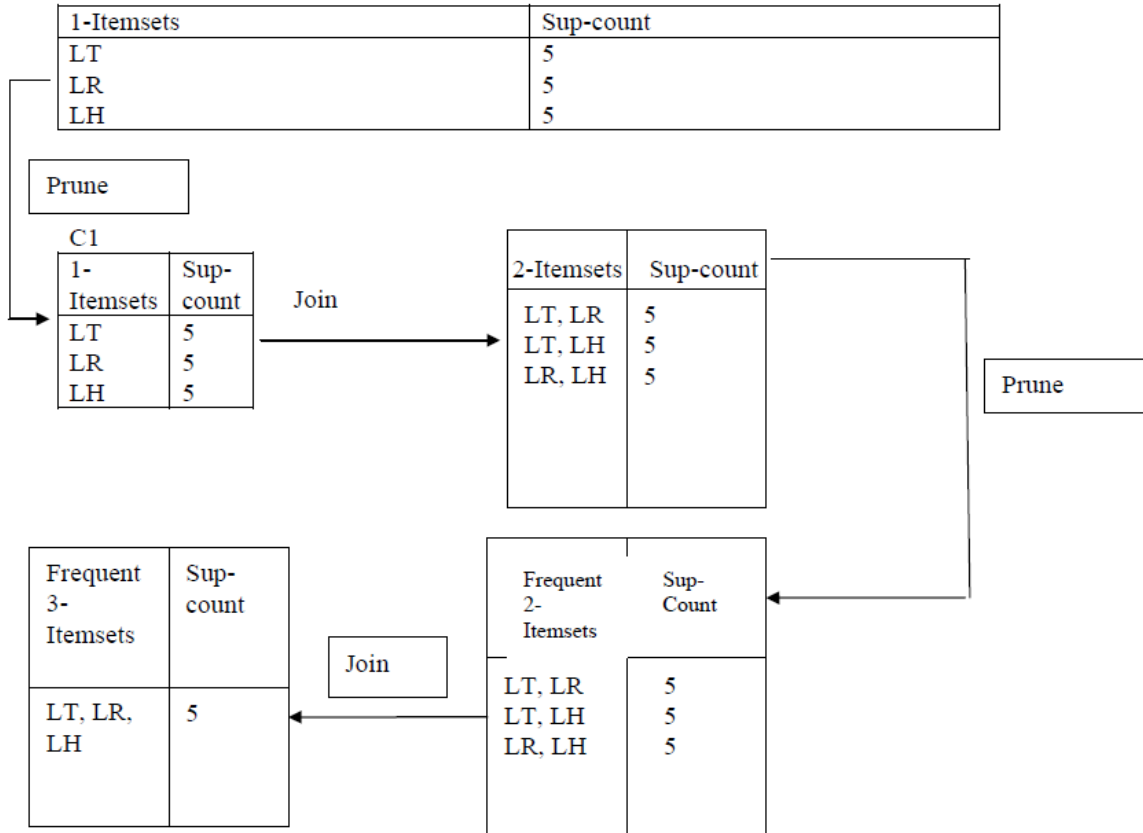 1-Itemsets Sup-count
LT 5
LR 5
LH 5
Prune
C1
1- Sup-
Itemsets count
LT 5
LR 5
LH 5
Join
2-Itemsets Sup-count
LT, LR 5
LT, LH 5
LR, LH 5
Prune
Frequent Sup-
2- Count
Itemsets
LT, LR 5
LT, LH 5
LR, LH 5
Join
Frequent Sup-
3- count
Itemsets
LT, LR, 5
LH